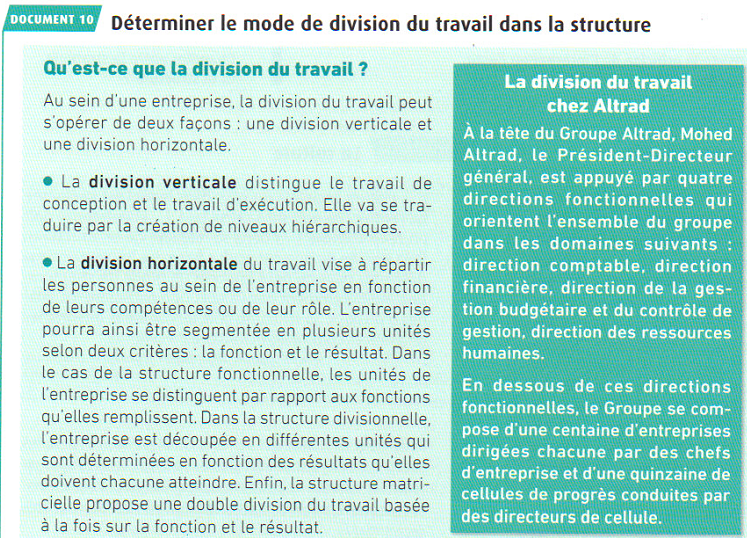 DOCUMENT 10 Déterminer le mode de division du travail dans la structure
Qu'est-ce que la division du travail ?
Au sein d'une entreprise, la division du travail peut
s'opérer de deux façons : une division verticale et
une division horizontale.
• La division verticale distingue le travail de
conception et le travail d'exécution. Elle va se tra-
duire par la création de niveaux hiérarchiques.
• La division horizontale du travail vise à répartir
les personnes au sein de l'entreprise en fonction
de leurs compétences ou de leur rôle. L'entreprise
pourra ainsi être segmentée en plusieurs unités
selon deux critères : la fonction et le résultat. Dans
le cas de la structure fonctionnelle, les unités de
l'entreprise se distinguent par rapport aux fonctions
qu'elles remplissent. Dans la structure divisionnelle,
l'entreprise est découpée en différentes unités qui
sont déterminées en fonction des résultats qu'elles
doivent chacune atteindre. Enfin, la structure matri-
cielle propose une double division du travail basée
à la fois sur la fonction et le résultat.
La division du travail
chez Altrad
À la tête du Groupe Altrad, Mohed
Altrad, le Président-Directeur
général, est appuyé par quatre
directions fonctionnelles qui
orientent l'ensemble du groupe
dans les domaines suivants :
direction comptable, direction
financière, direction de la ges-
tion budgétaire et du contrôle de
gestion, direction des ressources
humaines.
En dessous de ces directions
fonctionnelles, le Groupe se com-
pose d'une centaine d'entreprises
dirigées chacune par des chefs
d'entreprise et d'une quinzaine de
cellules de progrès conduites par
des directeurs de cellule.